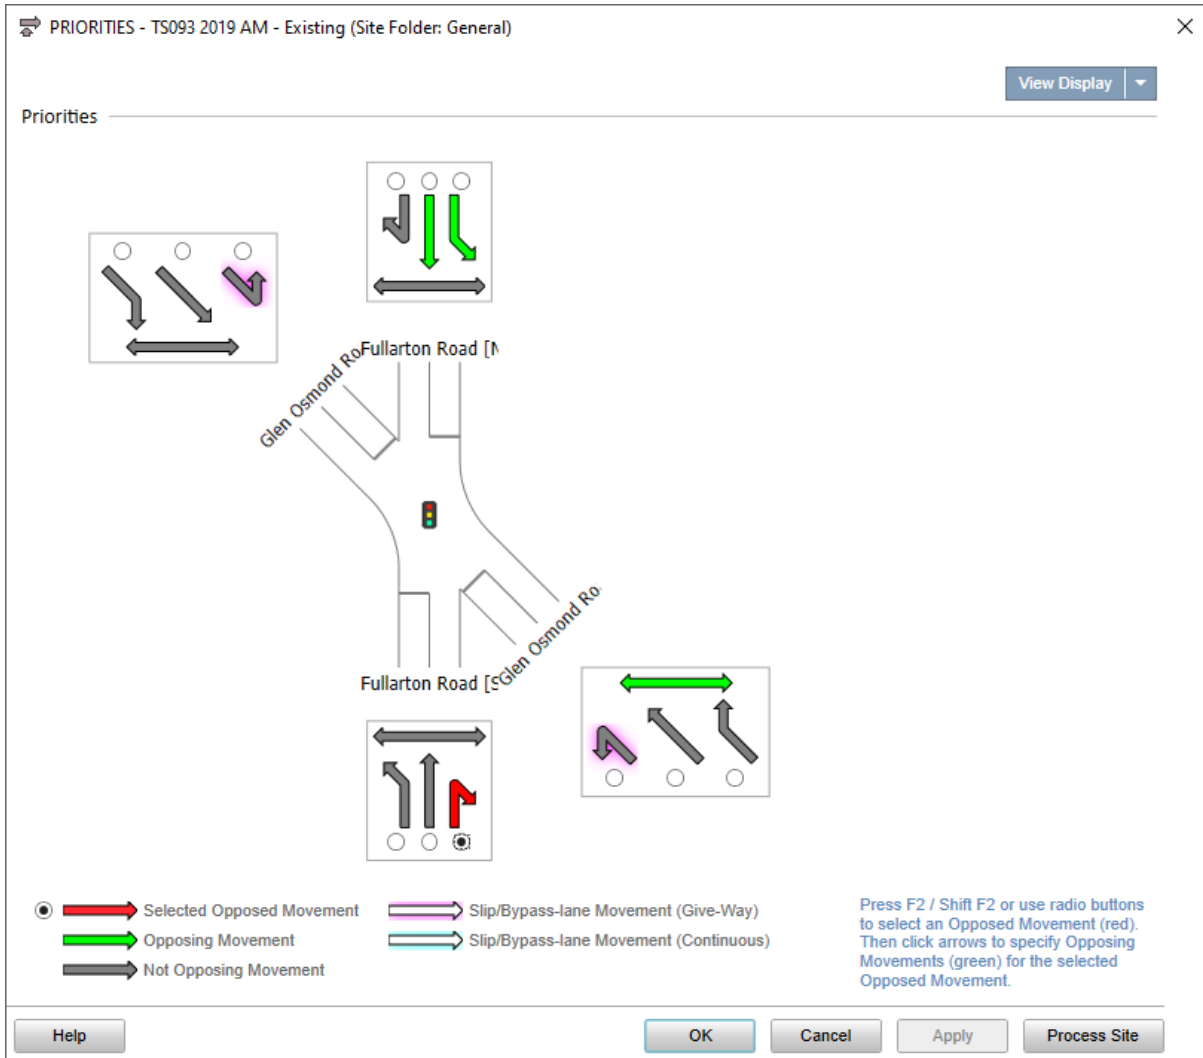 PRIORITIES - TS093 2019 AM - Existing (Site Folder: General)
View Display
Priorities
Fullarton Road [N
Glen Osmond Ro
Glen Osmond Ro
Fullarton Road [S
Selected Opposed Movement
Opposing Movement
Not Opposing Movement
Slip/Bypass-lane Movement (Give-Way)
Slip/Bypass-lane Movement (Continuous)
Press F2 / Shift F2 or use radio buttons
to select an Opposed Movement (red).
Then click arrows to specify Opposing
Movements (green) for the selected
Opposed Movement.
Help
OK
Cancel
Apply
Process Site